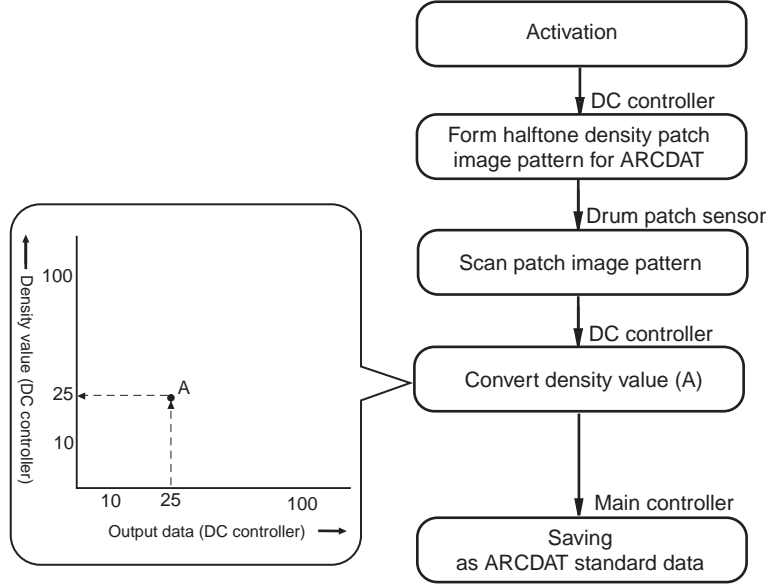 Activation
DC controller
Form halftone density patch
image pattern for ARCDAT
Drum patch sensor
Scan patch image pattern
DC controller
Convert density value (A)
Main controller
Saving
as ARCDAT standard data
Density value (DC controller)
100
25
10
A
10
25
100
Output data (DC controller)